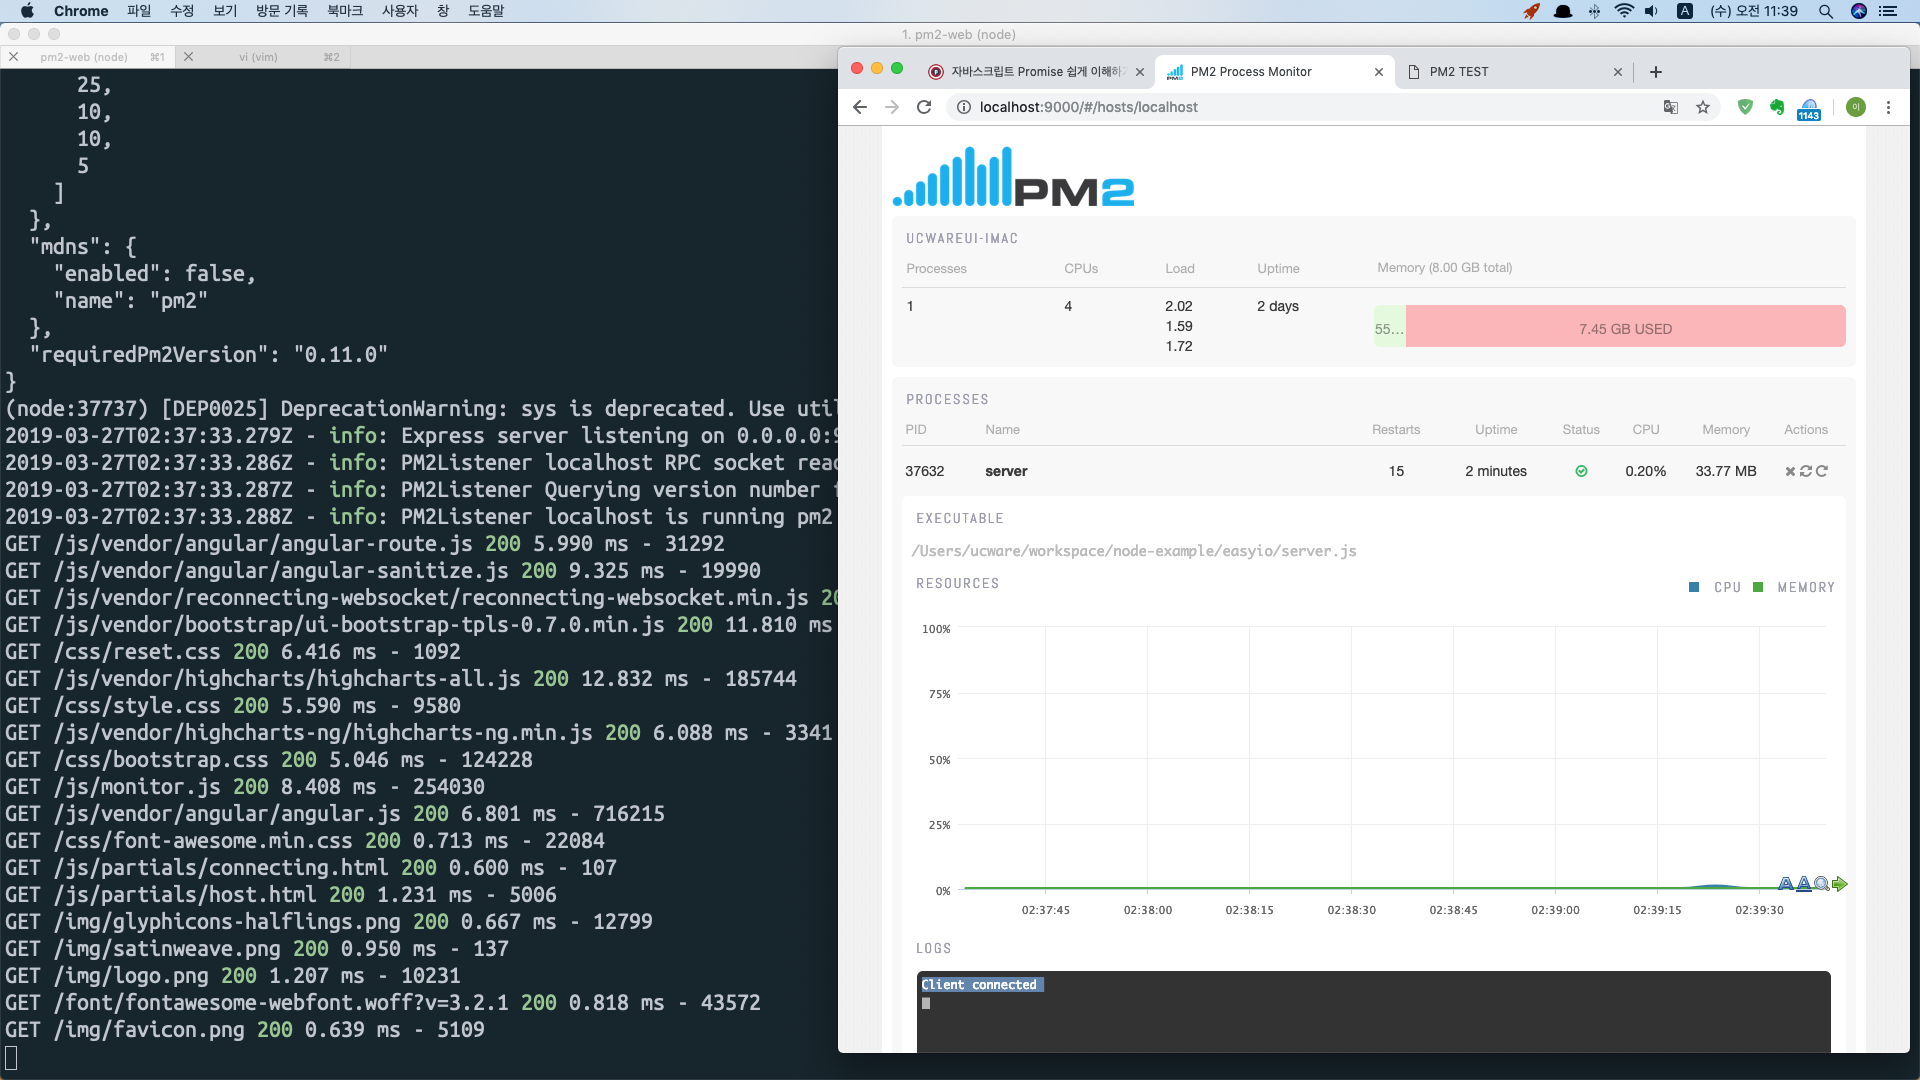 Chrome 파일 수정 보기 방문 기록 북마크 사용자 창 도움말 A (수) 오전 11:39
1. pm2-web (node)
pm2-web (node) ⌘1 vi (vim) ⌘2
25,
10,
10,
5
]
},
"mdns": {
"enabled": false,
"name": "pm2"
},
"requiredPm2Version": "0.11.0"
}
(node:37737) [DEP0025] DeprecationWarning: sys is deprecated. Use util
2019-03-27T02:37:33.279Z - info: Express server listening on 0.0.0.0:9
2019-03-27T02:37:33.286Z - info: PM2Listener localhost RPC socket read
2019-03-27T02:37:33.287Z - info: PM2Listener Querying version number
2019-03-27T02:37:33.288Z - info: PM2Listener localhost is running pm2
GET /js/vendor/angular/angular-route.js 200 5.990 ms - 31292
GET /js/vendor/angular/angular-sanitize.js 200 9.325 ms - 19990
GET /js/vendor/reconnecting-websocket/reconnecting-websocket.min.js 20
GET /js/vendor/bootstrap/ui-bootstrap-tpls-0.7.0.min.js 200 11.810 ms
GET /css/reset.css 200 6.416 ms - 1092
GET /js/vendor/highcharts/highcharts-all.js 200 12.832 ms - 185744
GET /css/style.css 200 5.590 ms - 9580
GET /js/vendor/highcharts-ng/highcharts-ng.min.js 200 6.088 ms - 3341
GET /css/bootstrap.css 200 5.046 ms - 124228
GET /js/monitor.js 200 8.408 ms - 254030
GET /js/vendor/angular/angular.js 200 6.801 ms - 716215
GET /css/font-awesome.min.css 200 0.713 ms - 22084
GET /js/partials/connecting.html 200 0.600 ms - 107
GET /js/partials/host.html 200 1.231 ms - 5006
GET /img/glyphicons-halflings.png 200 0.667 ms - 12799
GET /img/satinweave.png 200 0.950 ms - 137
GET /img/logo.png 200 1.207 ms - 10231
GET /font/fontawesome-webfont.woff?v=3.2.1 200 0.818 ms - 43572
GET /img/favicon.png 200 0.639 ms - 5109
자바스크립트 Promise 쉽게 이해하기 PM2 Process Monitor PM2 TEST
localhost:9000/#/hosts/localhost 1143 이
PM2
UCWAREUI-IMAC
Processes CPUs Load Uptime Memory (8.00 GB total)
1 4 2.02 2 days
1.59
1.72
55... 7.45 GB USED
PROCESSES
PID Name Restarts Uptime Status CPU Memory Actions
37632 server 15 2 minutes 0.20% 33.77 MB
EXECUTABLE
/Users/ucware/workspace/node-example/easyio/server.js
RESOURCES
CPU MEMORY
100%
75%
50%
25%
0%
02:37:45 02:38:00 02:38:15 02:38:30 02:38:45 02:39:00 02:39:15 02:39:30
LOGS
Client connected